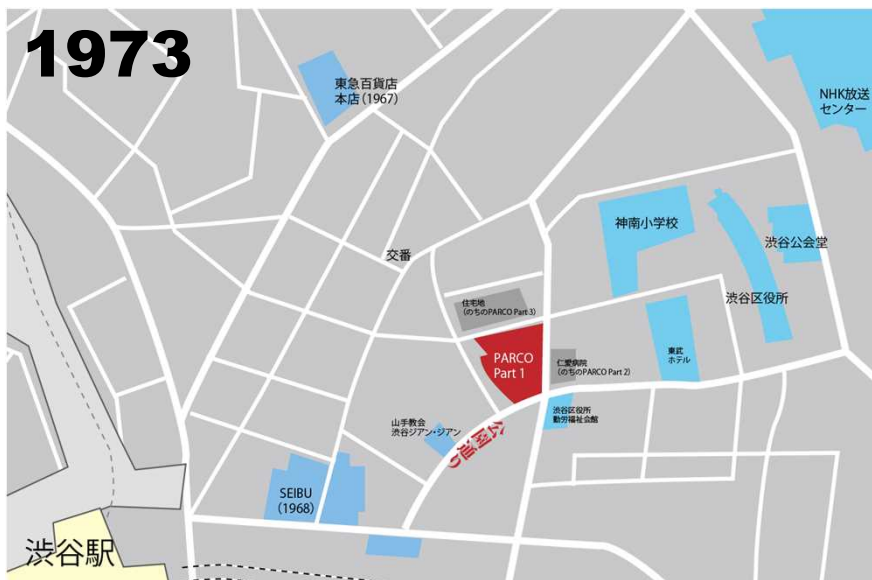 1973
東急百貨店
本店(1967)
NHK放送
センター
神南小学校
渋谷公会堂
交番
渋谷区役所
住宅地
(のちのPARCO Part 3)
PARCO
Part 1
仁愛病院
(のちのPARCO Part 2)
東武
ホテル
渋谷区役所
勤労福祉会館
山手教会
渋谷ジアン・ジアン
公園通り
SEIBU
(1968)
渋谷駅